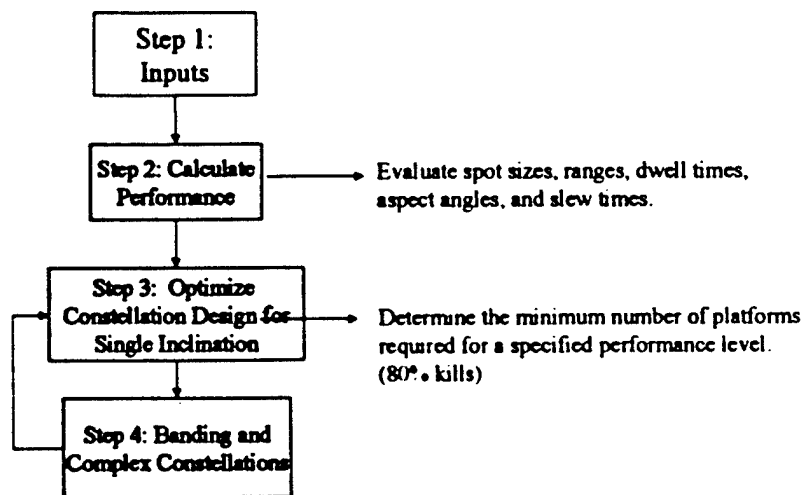 Step 1:
Inputs
Step 2: Calculate
Performance
Evaluate spot sizes, ranges, dwell times,
aspect angles, and slew times.
Step 3: Optimize
Constellation Design for
Single Inclination
Determine the minimum number of platforms
required for a specified performance level.
(80% kills)
Step 4: Banding and
Complex Constellations